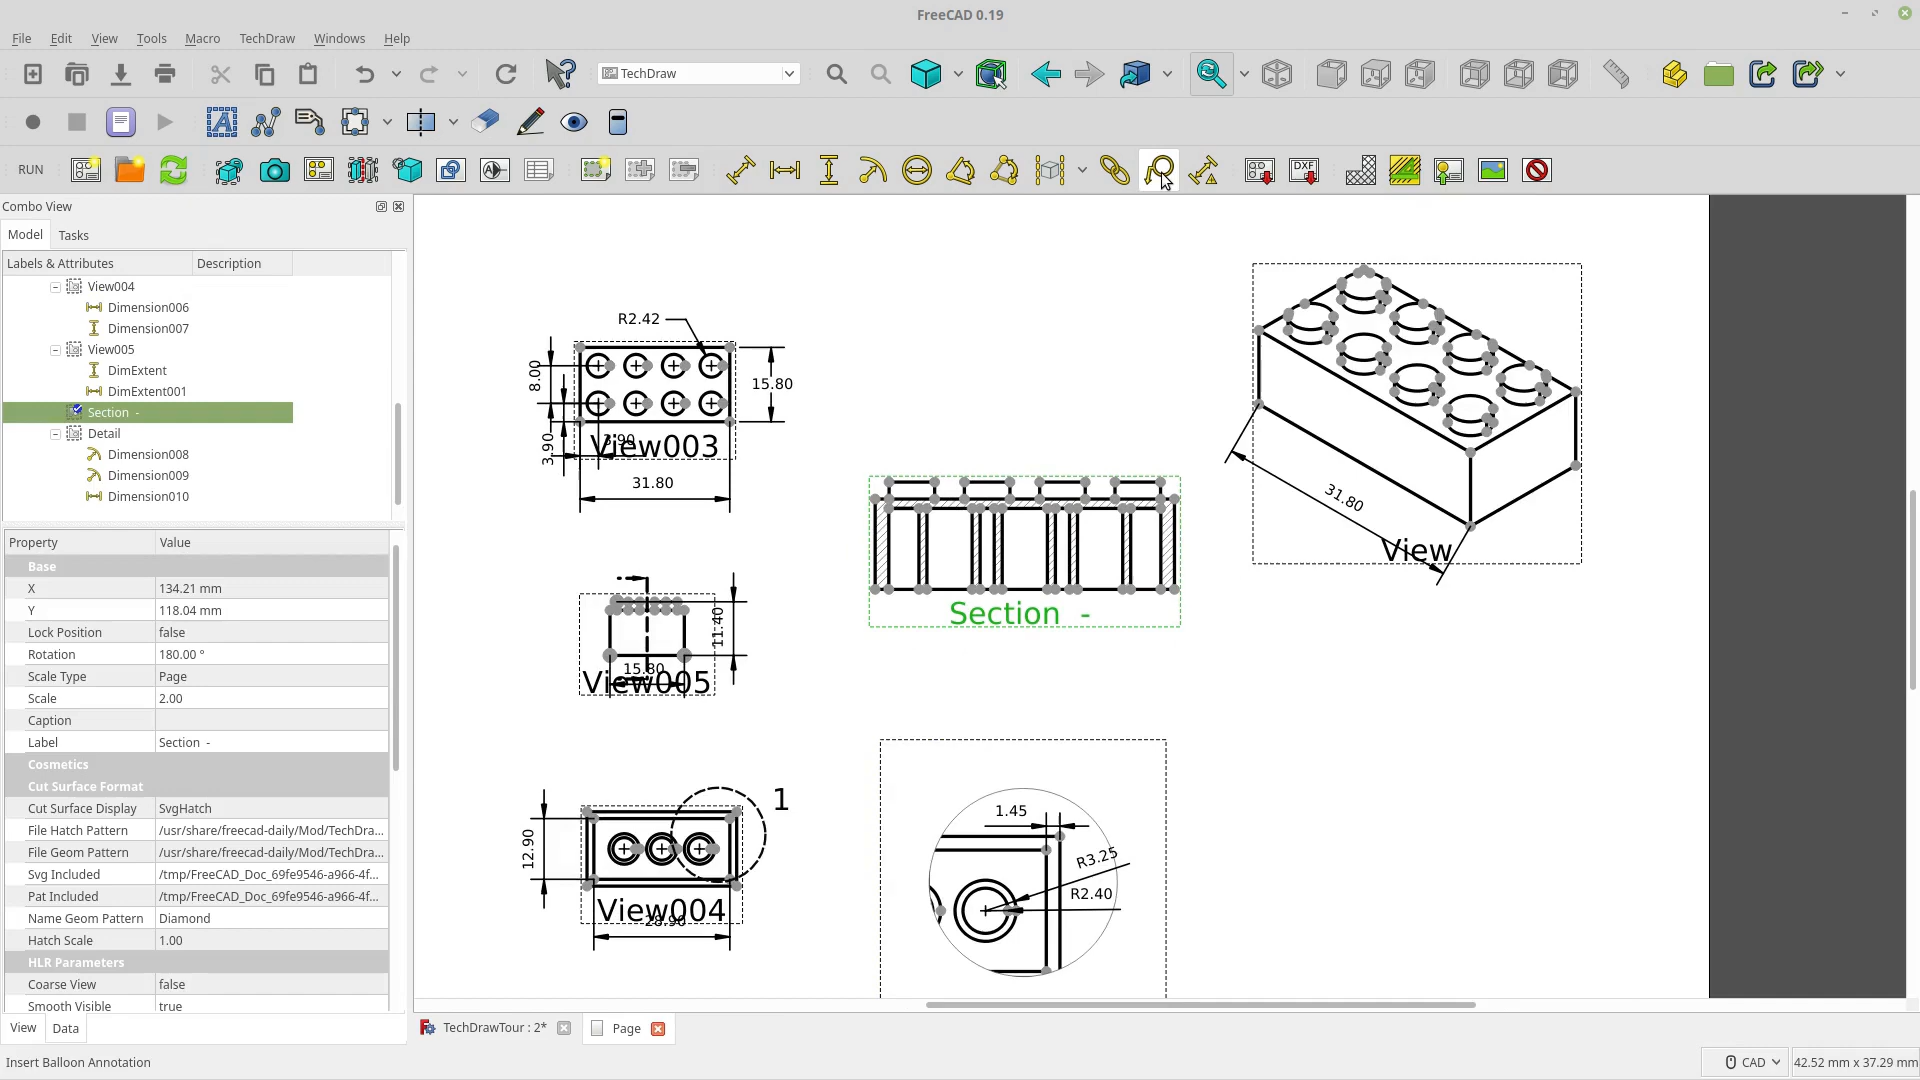 FreeCAD 0.19
File Edit View Tools Macro TechDraw Windows Help
TechDraw
RUN
DXF
Combo View
Model Tasks
Labels & Attributes Description
View004
Dimension006
Dimension007
View005
DimExtent
DimExtent001
Section -
Detail
Dimension008
Dimension009
Dimension010
Property Value
Base
X 134.21 mm
Y 118.04 mm
Lock Position false
Rotation 180.00 °
Scale Type Page
Scale 2.00
Caption
Label Section -
Cosmetics
Cut Surface Format
Cut Surface Display SvgHatch
File Hatch Pattern /usr/share/freecad-daily/Mod/TechDra...
File Geom Pattern /usr/share/freecad-daily/Mod/TechDra...
Svg Included /tmp/FreeCAD_Doc_69fe9546-a966-4f...
Pat Included /tmp/FreeCAD_Doc_69fe9546-a966-4f...
Name Geom Pattern Diamond
Hatch Scale 1.00
HLR Parameters
Coarse View false
Smooth Visible true
View Data
R2.42
8.00
15.80
3.90
3.90
View003
31.80
11.40
15.80
View005
1
12.90
View004
28.90
Section -
31.80
View
1.45
R3.25
R2.40
TechDrawTour : 2*
Page
Insert Balloon Annotation
CAD
42.52 mm x 37.29 mm